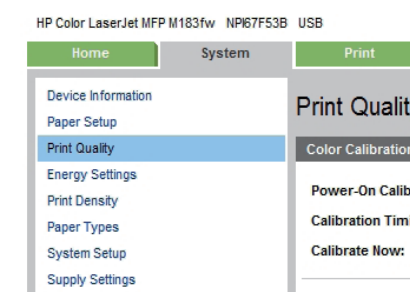 HP Color LaserJet MFP M183fw NPI67F53B USB
Home System Print
Device Information
Paper Setup
Print Quality
Energy Settings
Print Density
Paper Types
System Setup
Supply Settings
Print Qualit
Color Calibration
Power-On Calib
Calibration Timi
Calibrate Now: